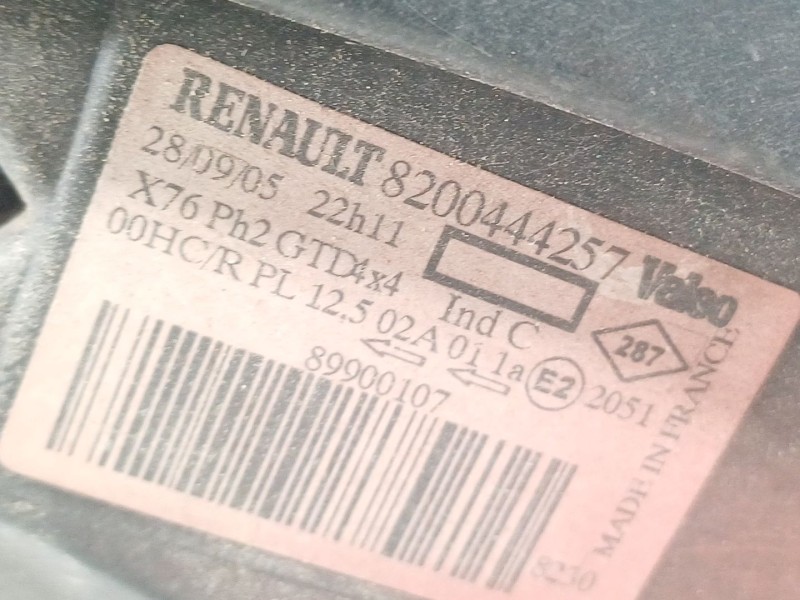 RENAULT 8200444257 Valeo
28/09/05 22h11
X76 Ph2 GTD4x4 Ind C
00HC/R PL 12.5 02A 01 1a E2 2051
287
89900107
8230
MADE IN FRANCE